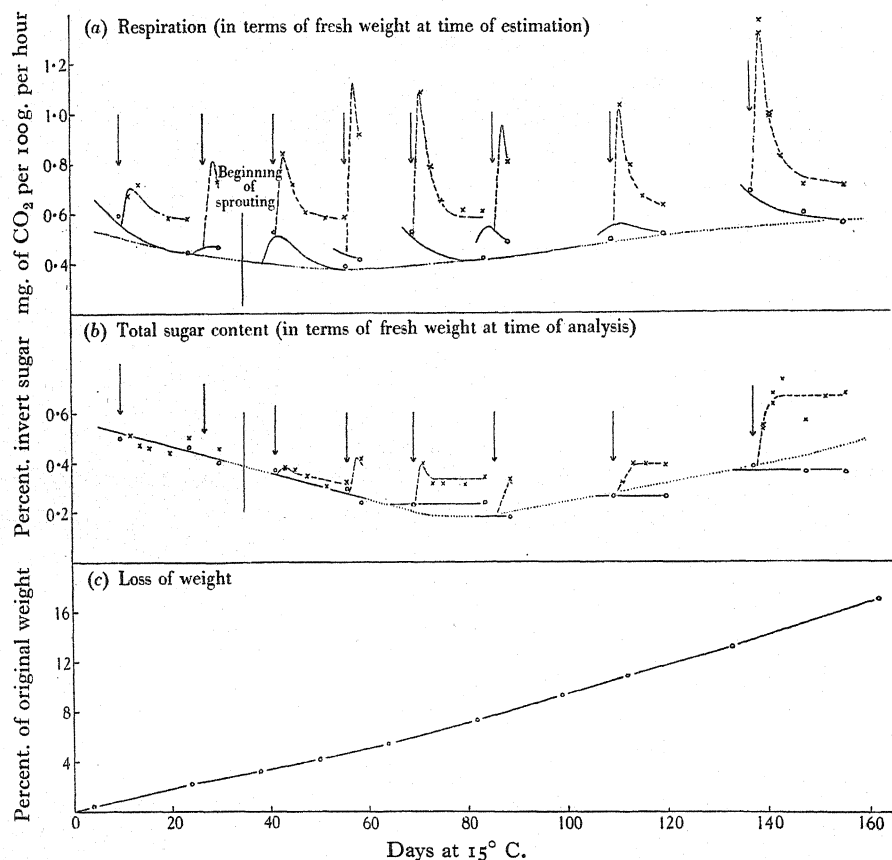 (a) Respiration (in terms of fresh weight at time of estimation)
mg. of CO₂ per 100g. per hour
1·2
1·0
0·8
0·6
0·4
Beginning
of
sprouting
(b) Total sugar content (in terms of fresh weight at time of analysis)
Percent. invert sugar
0·6
0·4
0·2
(c) Loss of weight
Percent. of original weight
16
12
8
4
0 20 40 60 80 100 120 140 160
Days at 15° C.